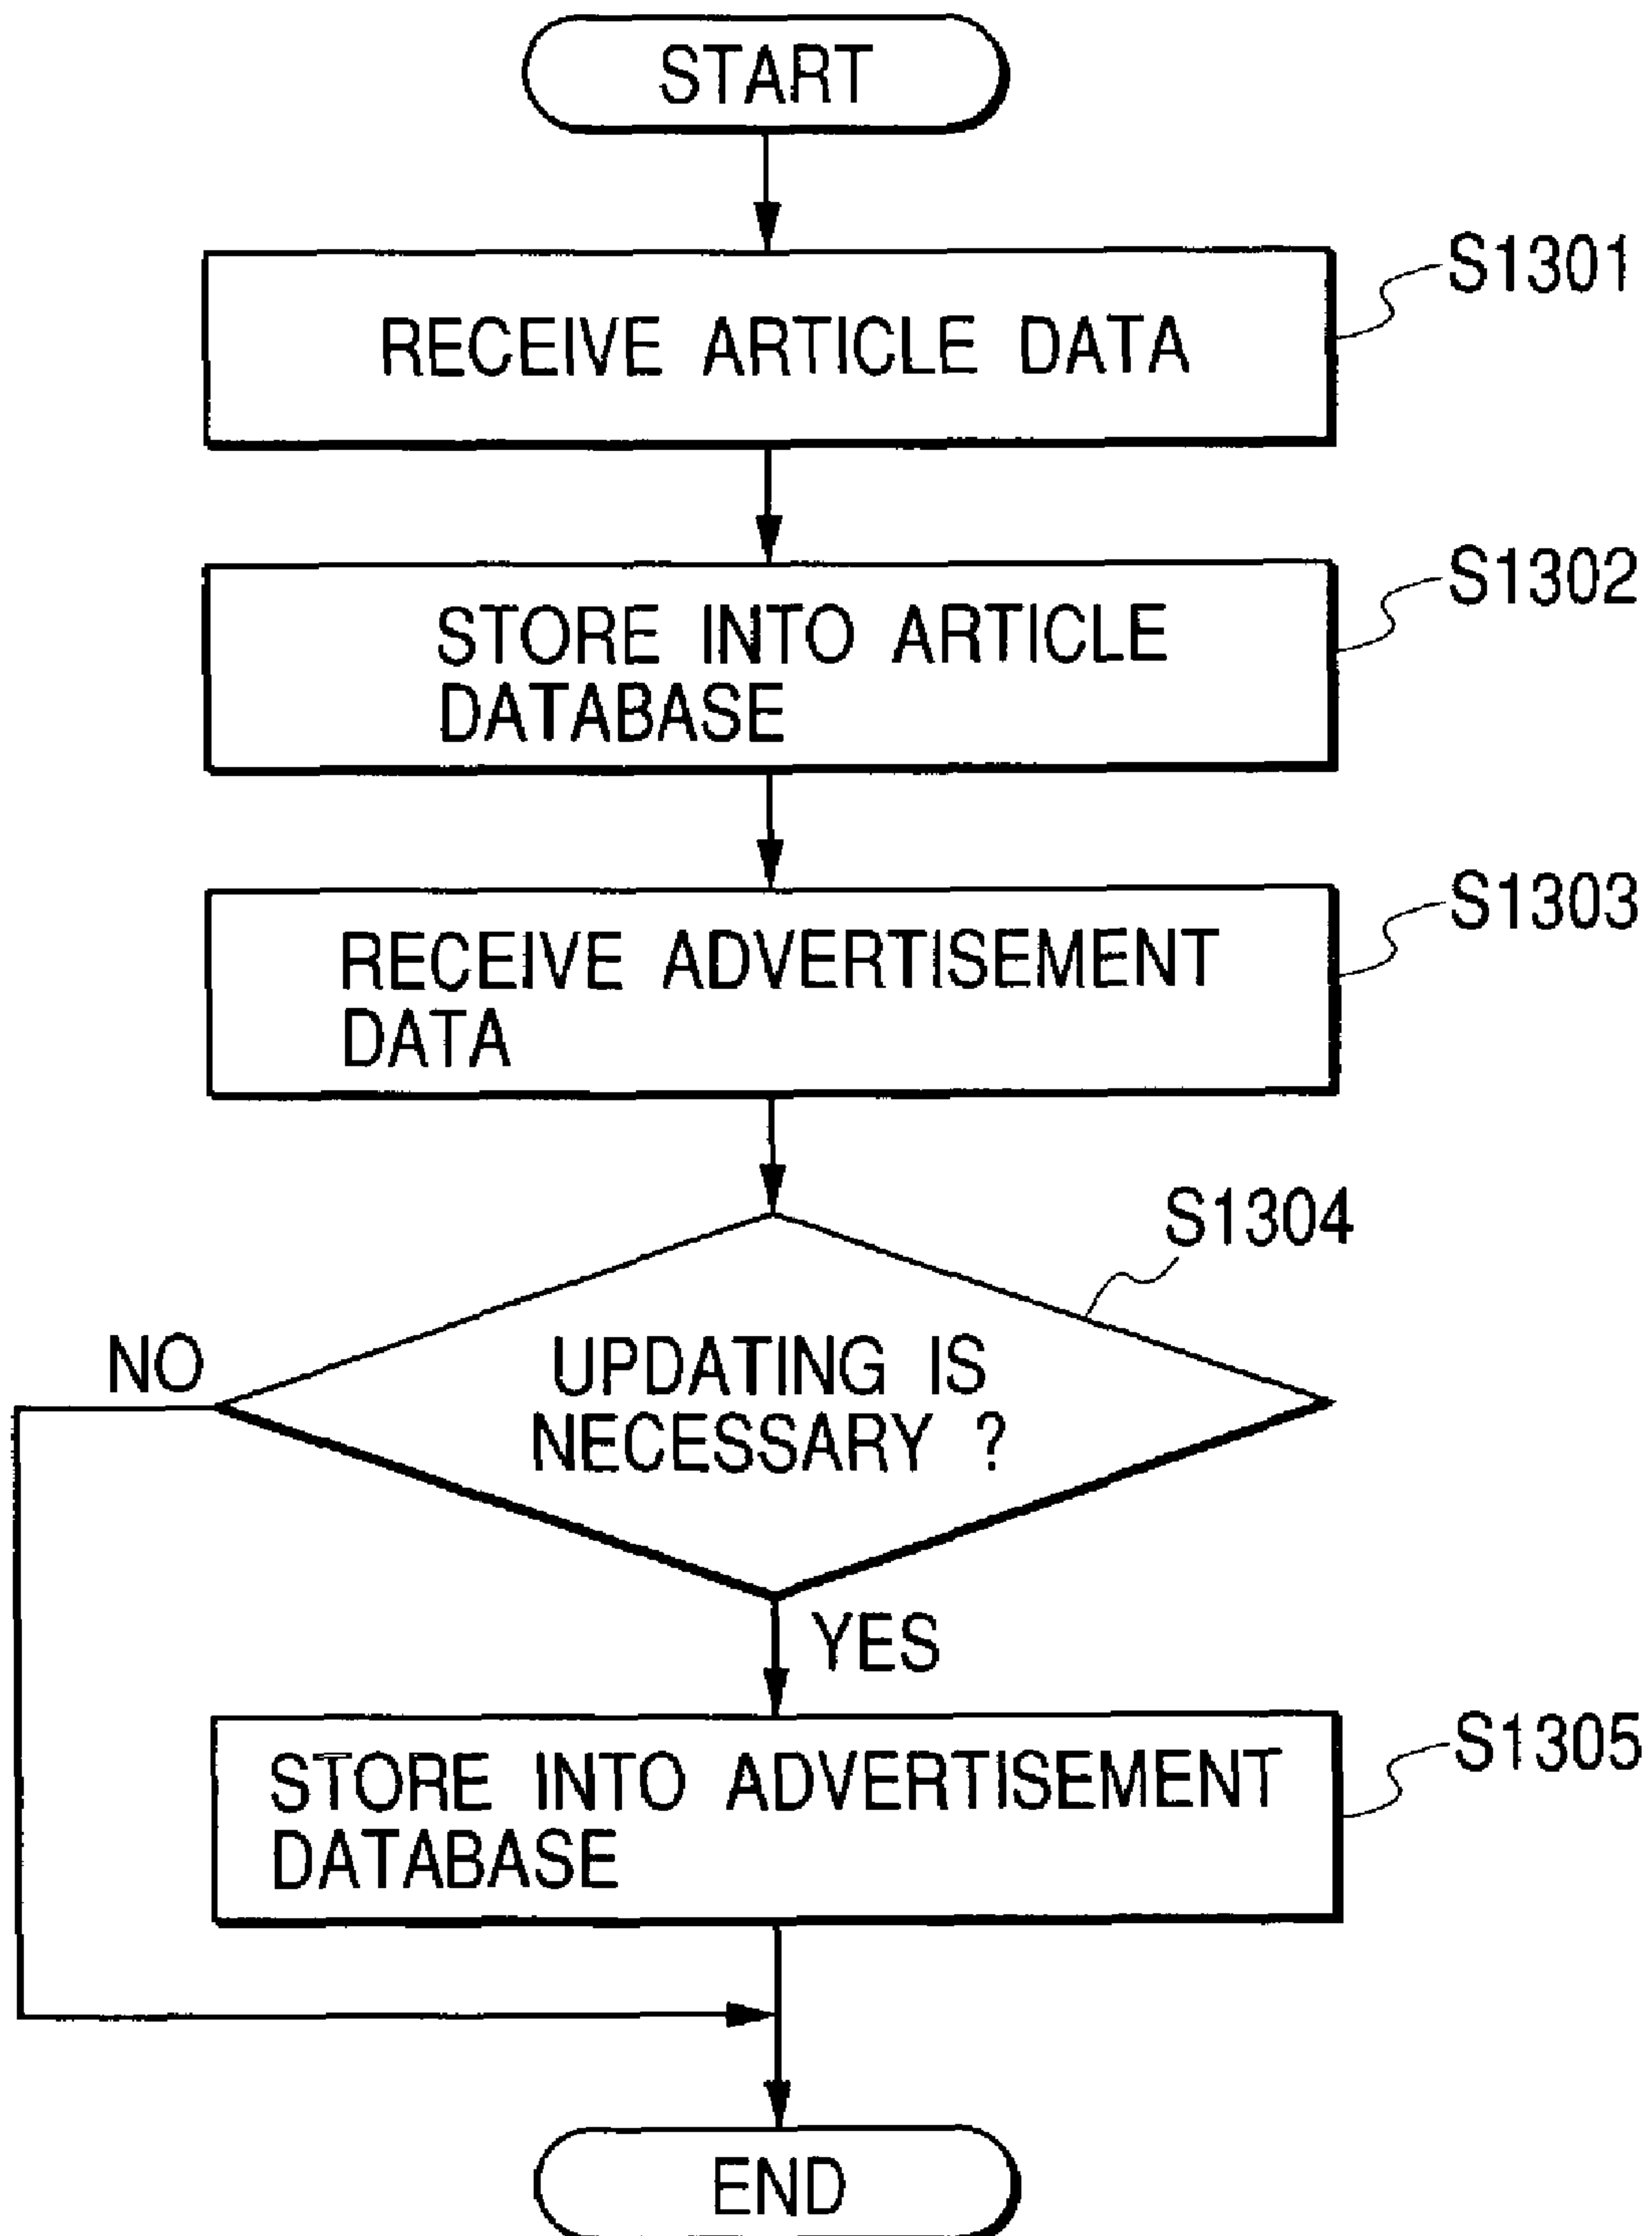 START
S1301
RECEIVE ARTICLE DATA
S1302
STORE INTO ARTICLE
DATABASE
S1303
RECEIVE ADVERTISEMENT
DATA
S1304
NO
UPDATING IS
NECESSARY ?
YES
S1305
STORE INTO ADVERTISEMENT
DATABASE
END